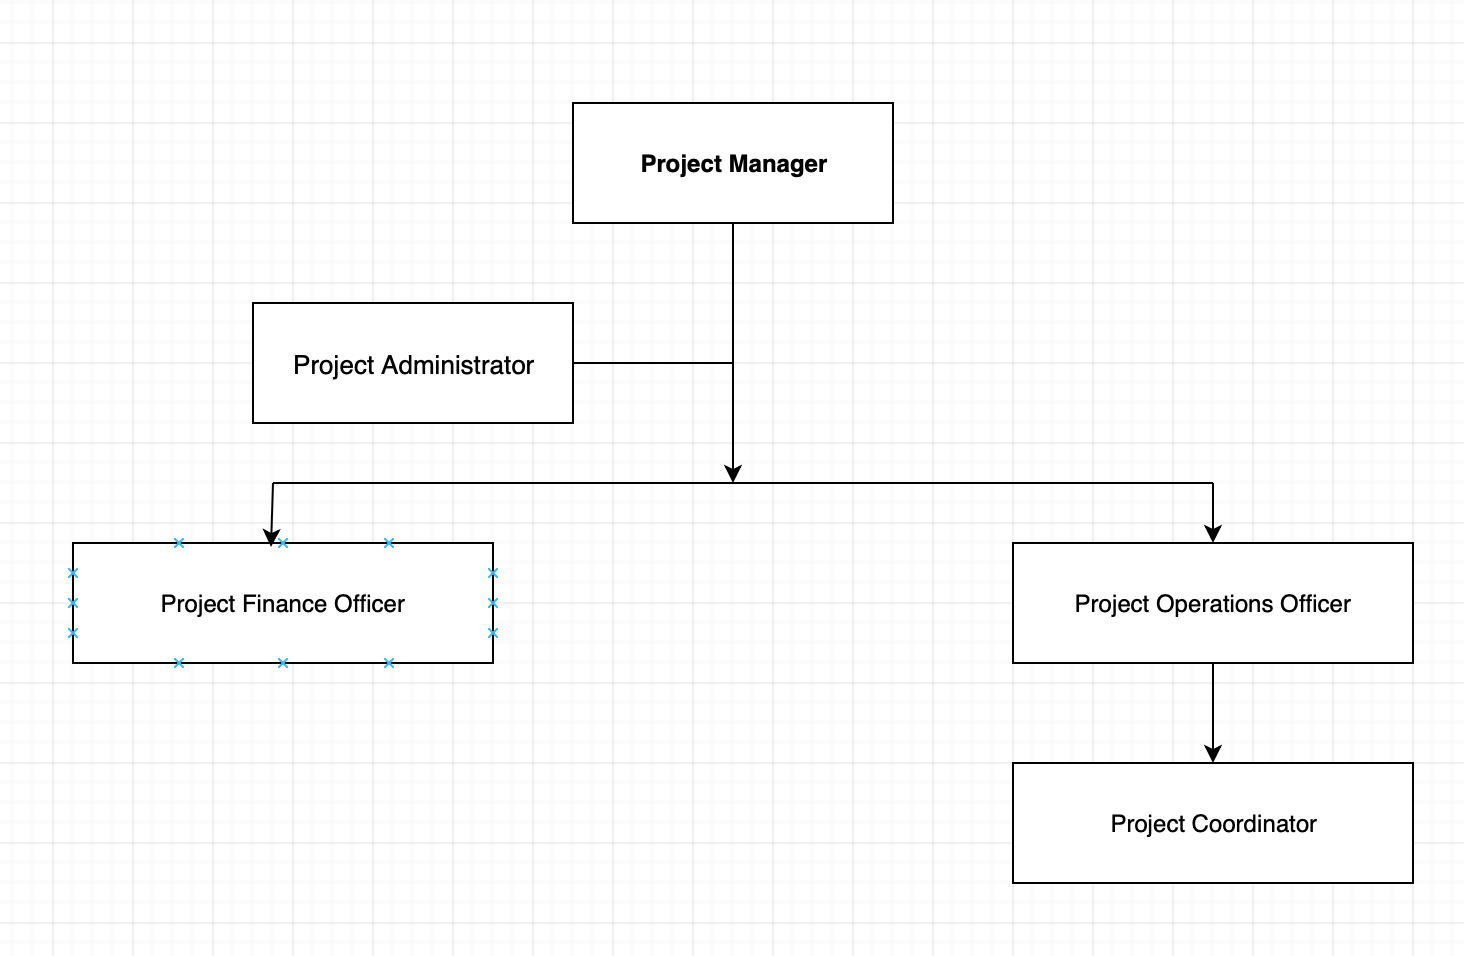 Project Manager
Project Administrator
Project Finance Officer
Project Operations Officer
Project Coordinator